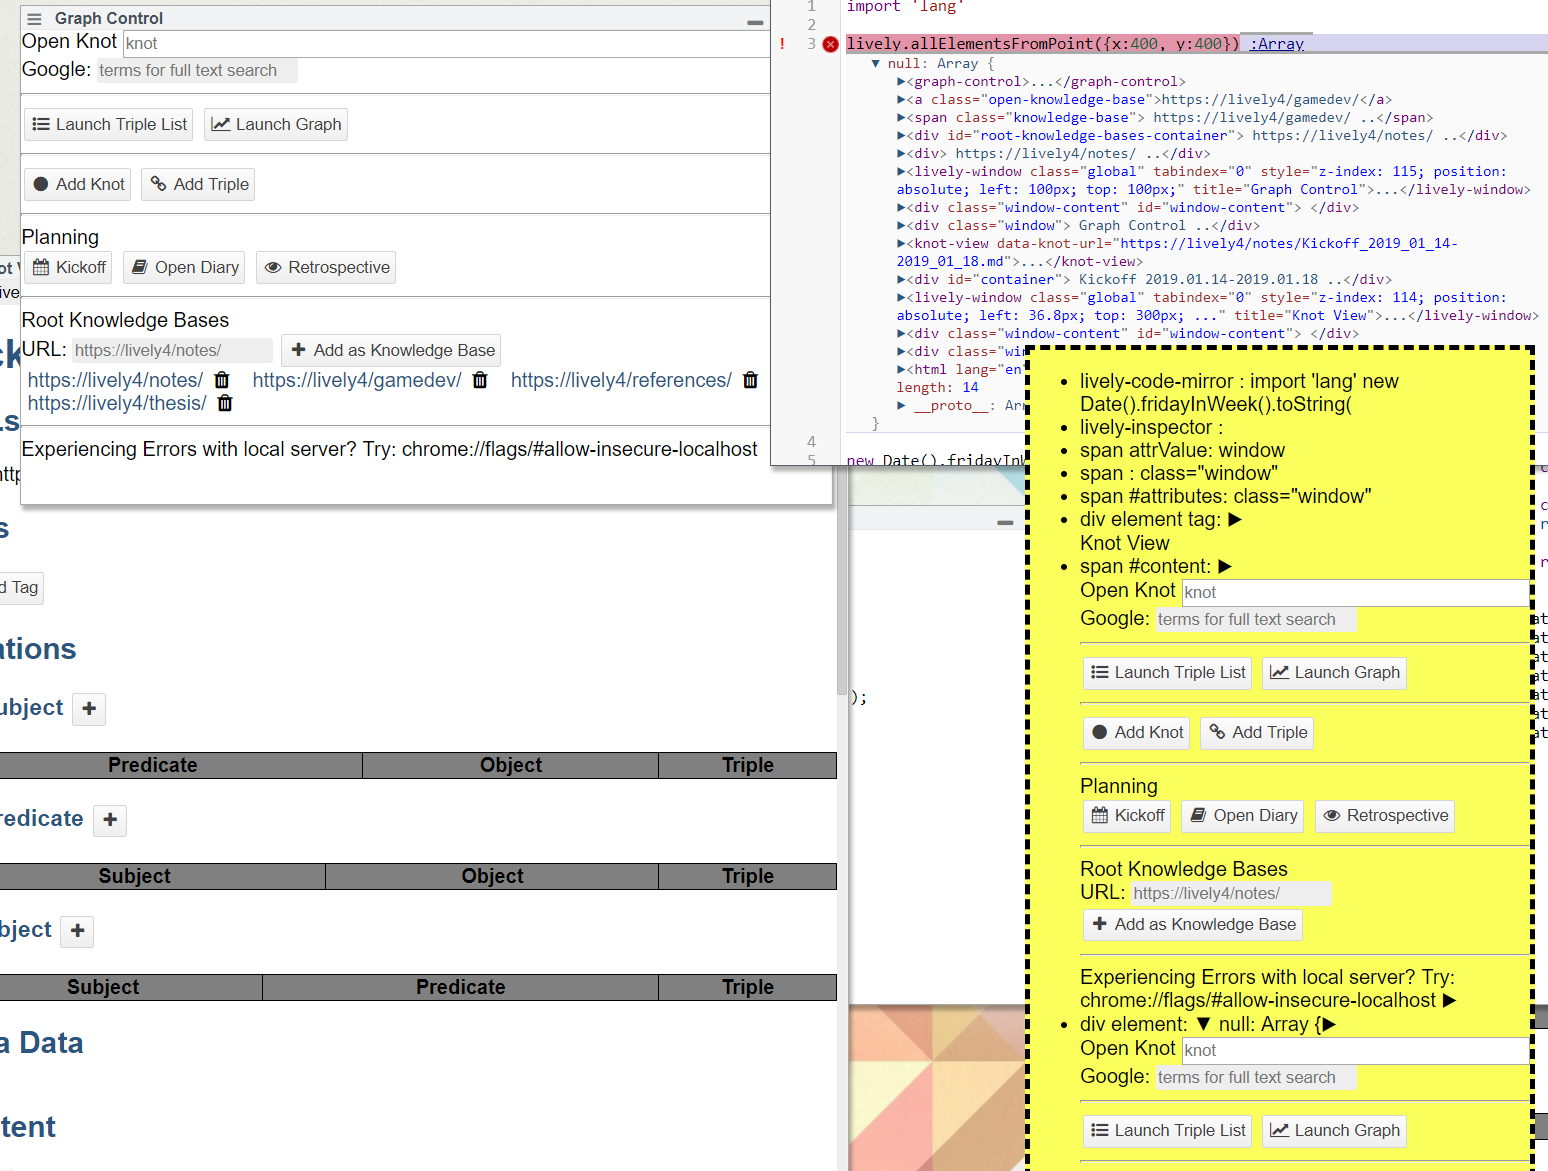 Graph Control
Open Knot knot
Google: terms for full text search
Launch Triple List Launch Graph
Add Knot Add Triple
Planning
Kickoff Open Diary Retrospective
Root Knowledge Bases
URL: https://lively4/notes/ Add as Knowledge Base
https://lively4/notes/ https://lively4/gamedev/ https://lively4/references/
https://lively4/thesis/
Experiencing Errors with local server? Try: chrome://flags/#allow-insecure-localhost
d Tag
ations
ubject
Predicate Object Triple
redicate
Subject Object Triple
bject
Subject Predicate Triple
a Data
tent
1 import 'lang'
2
! 3 lively.allElementsFromPoint({x:400, y:400}) :Array
▼ null: Array {
▶<graph-control>...</graph-control>
▶<a class="open-knowledge-base">https://lively4/gamedev/</a>
▶<span class="knowledge-base"> https://lively4/gamedev/ ..</span>
▶<div id="root-knowledge-bases-container"> https://lively4/notes/ ..</div>
▶<div> https://lively4/notes/ ..</div>
▶<lively-window class="global" tabindex="0" style="z-index: 115; position:
absolute; left: 100px; top: 100px;" title="Graph Control">...</lively-window>
▶<div class="window-content" id="window-content"> </div>
▶<div class="window"> Graph Control ..</div>
▶<knot-view data-knot-url="https://lively4/notes/Kickoff_2019_01_14-
2019_01_18.md">...</knot-view>
▶<div id="container"> Kickoff 2019.01.14-2019.01.18 ..</div>
▶<lively-window class="global" tabindex="0" style="z-index: 114; position:
absolute; left: 36.8px; top: 300px; ..." title="Knot View">...</lively-window>
▶<div class="window-content" id="window-content"> </div>
▶<div class="wi
▶<html lang="en"
length: 14
▶ __proto__: Ar
}
4
5 new Date().fridayInW
);
• lively-code-mirror : import 'lang' new
Date().fridayInWeek().toString(
• lively-inspector :
• span attrValue: window
• span : class="window"
• span #attributes: class="window"
• div element tag: ▶
Knot View
• span #content: ▶
Open Knot knot
Google: terms for full text search
Launch Triple List Launch Graph
Add Knot Add Triple
Planning
Kickoff Open Diary Retrospective
Root Knowledge Bases
URL: https://lively4/notes/
Add as Knowledge Base
Experiencing Errors with local server? Try:
chrome://flags/#allow-insecure-localhost ▶
• div element: ▼ null: Array {▶
Open Knot knot
Google: terms for full text search
Launch Triple List Launch Graph